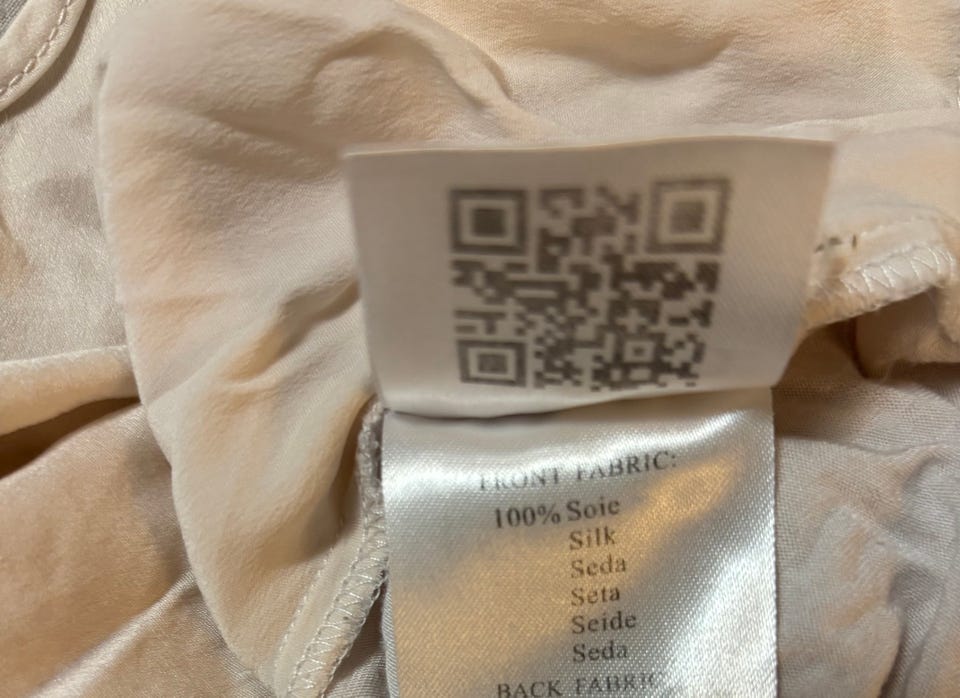 FRONT FABRIC:
100% Soie
Silk
Seda
Seta
Seide
Seda
BACK FABRIC